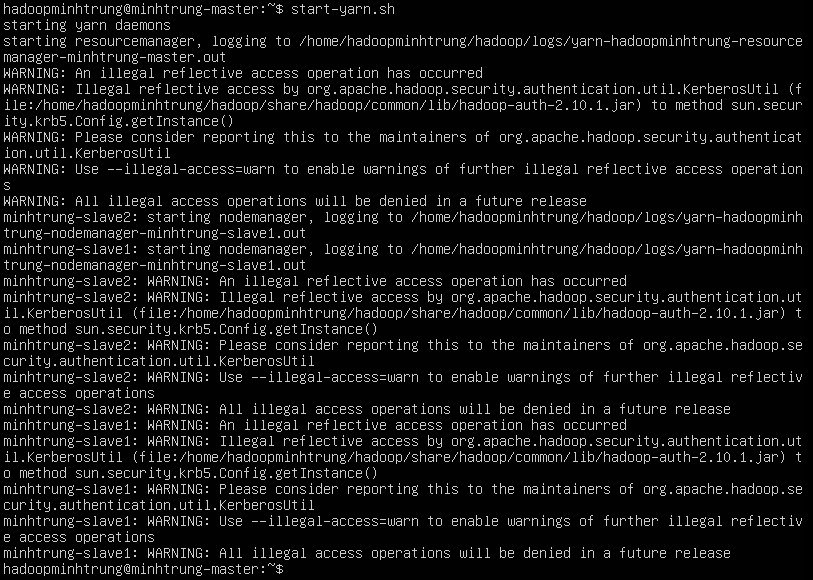 hadoopminhtrung@minhtrung-master:~$ start-yarn.sh
starting yarn daemons
starting resourcemanager, logging to /home/hadoopminhtrung/hadoop/logs/yarn-hadoopminhtrung-resource
manager-minhtrung-master.out
WARNING: An illegal reflective access operation has occurred
WARNING: Illegal reflective access by org.apache.hadoop.security.authentication.util.KerberosUtil (f
ile:/home/hadoopminhtrung/hadoop/share/hadoop/common/lib/hadoop-auth-2.10.1.jar) to method sun.secur
ity.krb5.Config.getInstance()
WARNING: Please consider reporting this to the maintainers of org.apache.hadoop.security.authenticat
ion.util.KerberosUtil
WARNING: Use --illegal-access=warn to enable warnings of further illegal reflective access operation
s
WARNING: All illegal access operations will be denied in a future release
minhtrung-slave2: starting nodemanager, logging to /home/hadoopminhtrung/hadoop/logs/yarn-hadoopminh
trung-nodemanager-minhtrung-slave1.out
minhtrung-slave1: starting nodemanager, logging to /home/hadoopminhtrung/hadoop/logs/yarn-hadoopminh
trung-nodemanager-minhtrung-slave1.out
minhtrung-slave2: WARNING: An illegal reflective access operation has occurred
minhtrung-slave2: WARNING: Illegal reflective access by org.apache.hadoop.security.authentication.ut
il.KerberosUtil (file:/home/hadoopminhtrung/hadoop/share/hadoop/common/lib/hadoop-auth-2.10.1.jar) t
o method sun.security.krb5.Config.getInstance()
minhtrung-slave2: WARNING: Please consider reporting this to the maintainers of org.apache.hadoop.se
curity.authentication.util.KerberosUtil
minhtrung-slave2: WARNING: Use --illegal-access=warn to enable warnings of further illegal reflectiv
e access operations
minhtrung-slave2: WARNING: All illegal access operations will be denied in a future release
minhtrung-slave1: WARNING: An illegal reflective access operation has occurred
minhtrung-slave1: WARNING: Illegal reflective access by org.apache.hadoop.security.authentication.ut
il.KerberosUtil (file:/home/hadoopminhtrung/hadoop/share/hadoop/common/lib/hadoop-auth-2.10.1.jar) t
o method sun.security.krb5.Config.getInstance()
minhtrung-slave1: WARNING: Please consider reporting this to the maintainers of org.apache.hadoop.se
curity.authentication.util.KerberosUtil
minhtrung-slave1: WARNING: Use --illegal-access=warn to enable warnings of further illegal reflectiv
e access operations
minhtrung-slave1: WARNING: All illegal access operations will be denied in a future release
hadoopminhtrung@minhtrung-master:~$